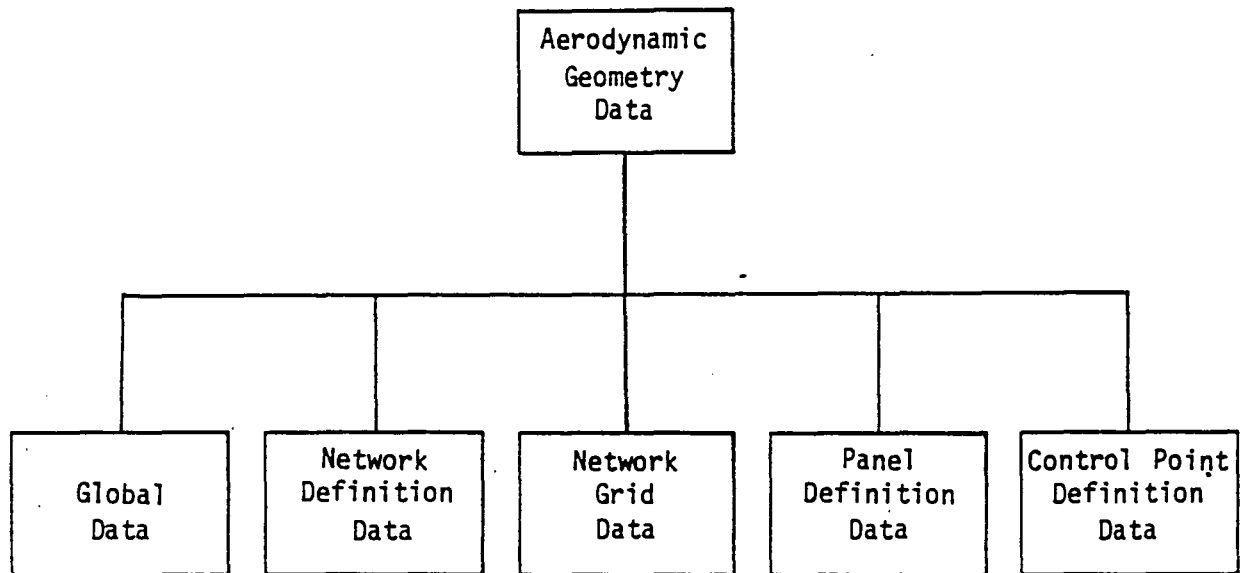 Aerodynamic
Geometry
Data
Global
Data
Network
Definition
Data
Network
Grid
Data
Panel
Definition
Data
Control Point
Definition
Data